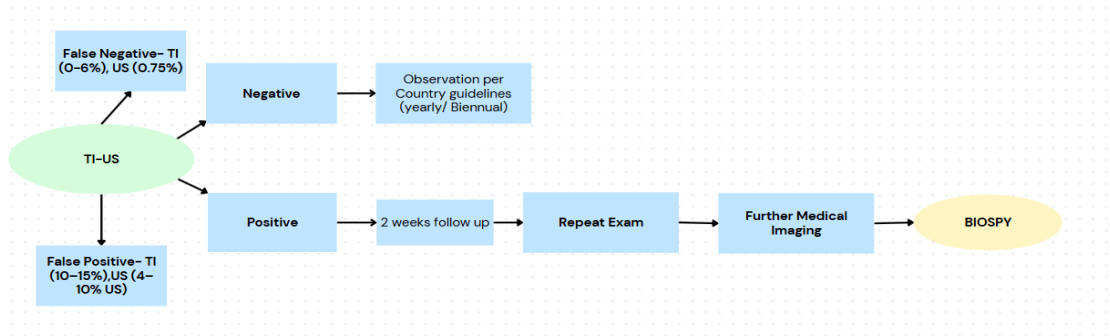 False Negative- TI
(0-6%), US (0.75%)
Negative
Observation per
Country guidelines
(yearly/ Biennual)
TI-US
Positive
2 weeks follow up
Repeat Exam
Further Medical
Imaging
BIOSPY
False Positive- TI
(10–15%),US (4–
10% US)